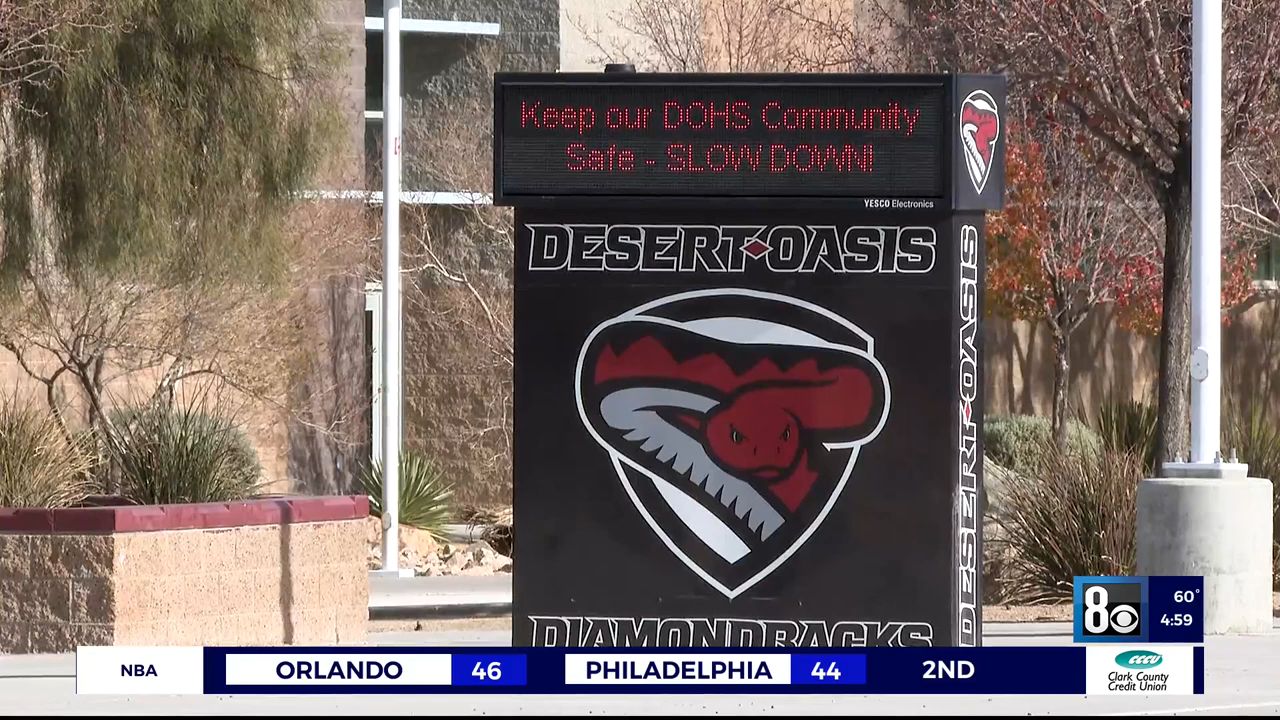 Keep our DOHS Community
Safe - SLOW DOWN!
YESCO Electronics
DESERT OASIS
DESERT OASIS
DIAMONDBACKS
8
60°
4:59
NBA
ORLANDO
46
PHILADELPHIA
44
2ND
CCCU
Clark County
Credit Union